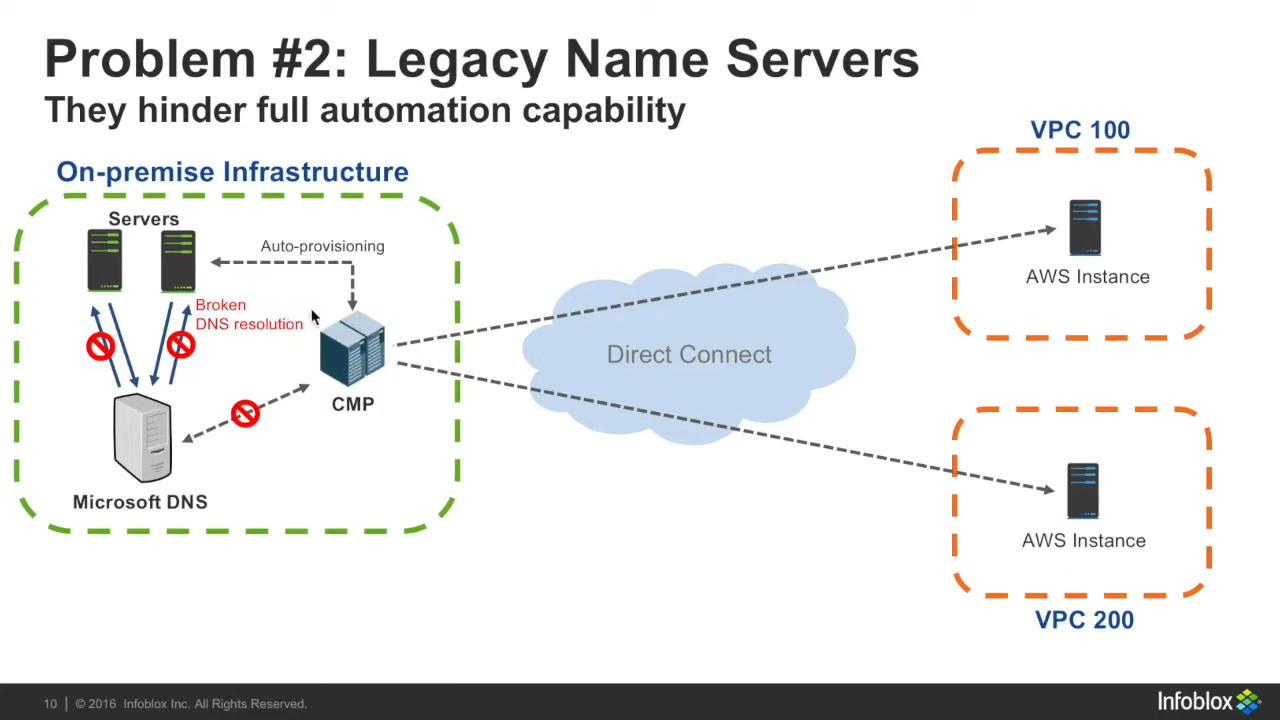 Problem #2: Legacy Name Servers
They hinder full automation capability
On-premise Infrastructure
Servers
Auto-provisioning
Broken
DNS resolution
CMP
Microsoft DNS
Direct Connect
VPC 100
AWS Instance
AWS Instance
VPC 200
10 | © 2016 Infoblox Inc. All Rights Reserved.
Infoblox